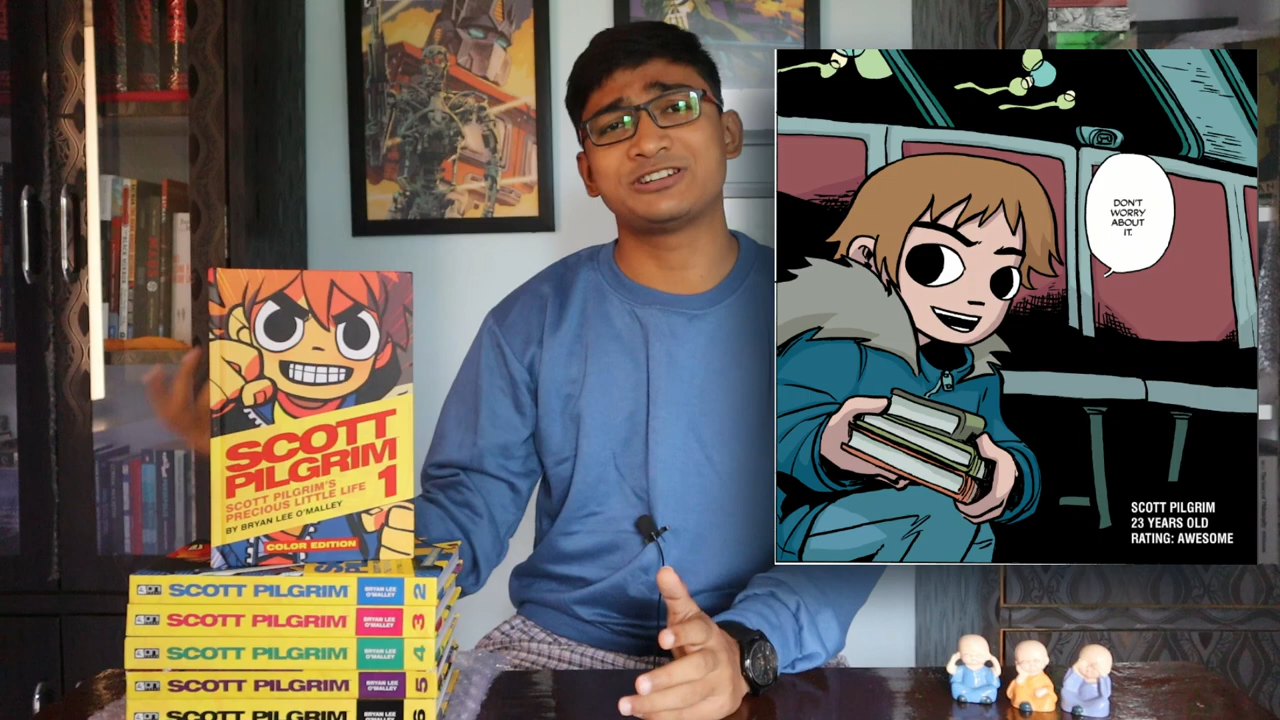 SCOTT
PILGRIM
1
SCOTT PILGRIM'S
PRECIOUS LITTLE LIFE
BY BRYAN LEE O'MALLEY
COLOR EDITION
SCOTT PILGRIM BRYAN LEE O'MALLEY 2
SCOTT PILGRIM BRYAN LEE O'MALLEY 3
SCOTT PILGRIM BRYAN LEE O'MALLEY 4
SCOTT PILGRIM BRYAN LEE O'MALLEY 5
SCOTT PILGRIM 6
DON'T
WORRY
ABOUT
IT.
SCOTT PILGRIM
23 YEARS OLD
RATING: AWESOME